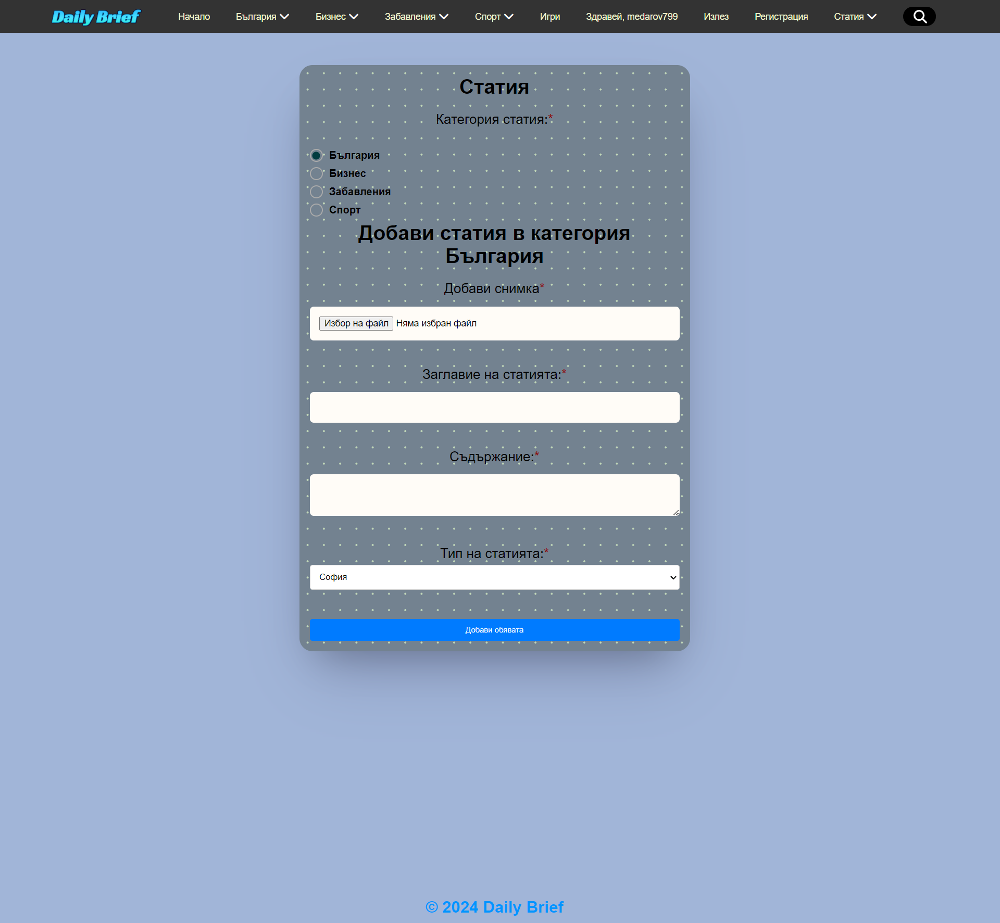 Daily Brief
Начало
България
Бизнес
Забавления
Спорт
Игри
Здравей, medarov799
Излез
Регистрация
Статия
Статия
Категория статия:*
България
Бизнес
Забавления
Спорт
Добави статия в категория
България
Добави снимка*
Избор на файл Няма избран файл
Заглавие на статията:*
Съдържание:*
Тип на статията:*
София
Добави обявата
© 2024 Daily Brief